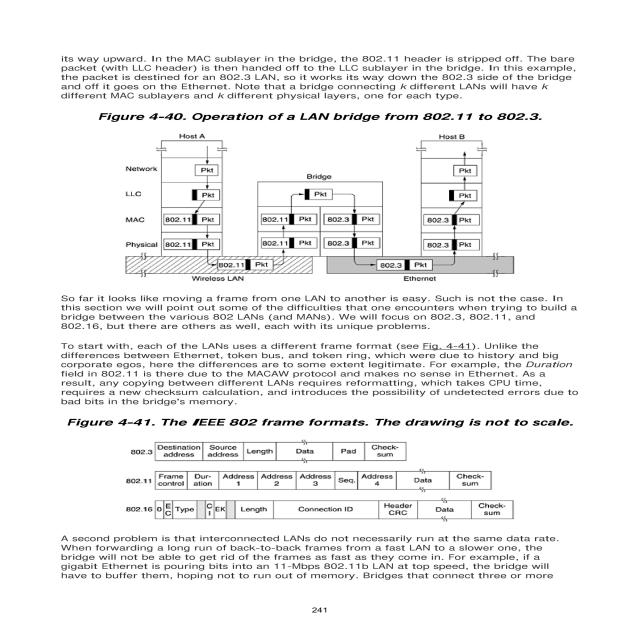 its way upward. In the MAC sublayer in the bridge, the 802.11 header is stripped off. The bare
packet (with LLC header) is then handed off to the LLC sublayer in the bridge. In this example,
the packet is destined for an 802.3 LAN, so it works its way down the 802.3 side of the bridge
and off it goes on the Ethernet. Note that a bridge connecting k different LANs will have k
different MAC sublayers and k different physical layers, one for each type.
Figure 4-40. Operation of a LAN bridge from 802.11 to 802.3.
Host A
Host B
Network
Pkt
Bridge
Pkt
LLC
Pkt
Pkt
Pkt
MAC
802.11 Pkt
802.11 Pkt
802.3 Pkt
802.3 Pkt
Physical
802.11 Pkt
802.11 Pkt
802.3 Pkt
802.3 Pkt
802.11 Pkt
802.3 Pkt
Wireless LAN
Ethernet
So far it looks like moving a frame from one LAN to another is easy. Such is not the case. In
this section we will point out some of the difficulties that one encounters when trying to build a
bridge between the various 802 LANs (and MANs). We will focus on 802.3, 802.11, and
802.16, but there are others as well, each with its unique problems.
To start with, each of the LANs uses a different frame format (see Fig. 4-41). Unlike the
differences between Ethernet, token bus, and token ring, which were due to history and big
corporate egos, here the differences are to some extent legitimate. For example, the Duration
field in 802.11 is there due to the MACAW protocol and makes no sense in Ethernet. As a
result, any copying between different LANs requires reformatting, which takes CPU time,
requires a new checksum calculation, and introduces the possibility of undetected errors due to
bad bits in the bridge's memory.
Figure 4-41. The IEEE 802 frame formats. The drawing is not to scale.
802.3 Destination address Source address Length Data Pad Check-sum
802.11 Frame control Dur-ation Address 1 Address 2 Address 3 Seq. Address 4 Data Check-sum
802.16 0 E C Type C I EK Length Connection ID Header CRC Data Check-sum
A second problem is that interconnected LANs do not necessarily run at the same data rate.
When forwarding a long run of back-to-back frames from a fast LAN to a slower one, the
bridge will not be able to get rid of the frames as fast as they come in. For example, if a
gigabit Ethernet is pouring bits into an 11-Mbps 802.11b LAN at top speed, the bridge will
have to buffer them, hoping not to run out of memory. Bridges that connect three or more
241